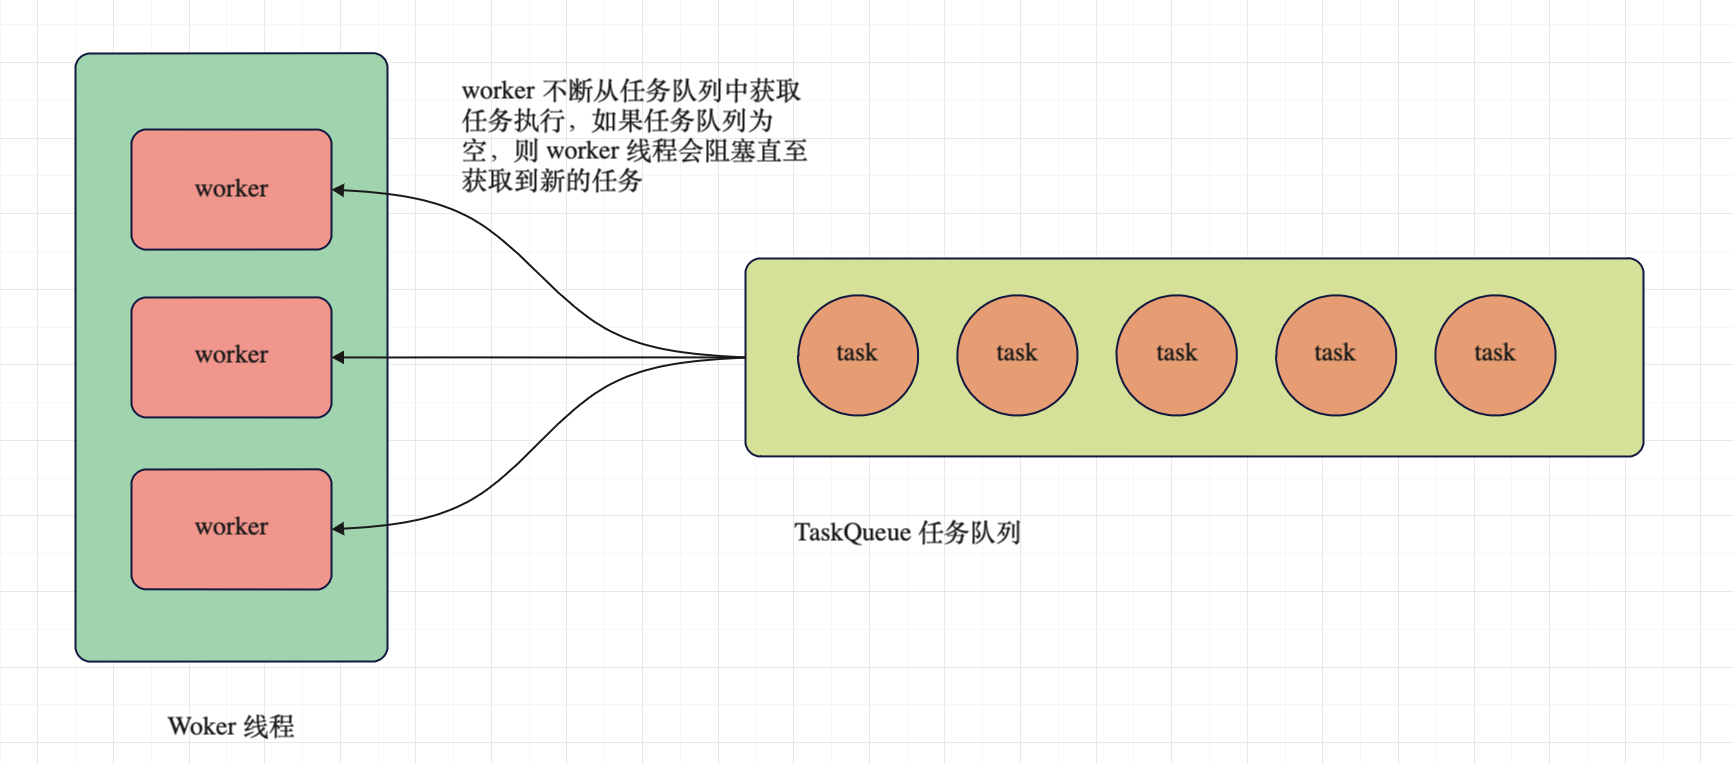 worker 不断从任务队列中获取
任务执行，如果任务队列为
空，则 worker 线程会阻塞直至
获取到新的任务
worker
worker
worker
task
task
task
task
task
TaskQueue 任务队列
Woker 线程